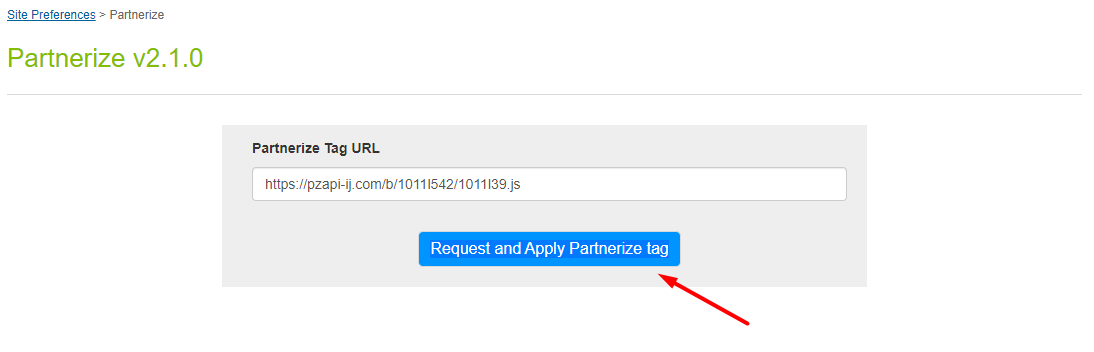 Site Preferences > Partnerize
Partnerize v2.1.0
Partnerize Tag URL
https://pzapi-ij.com/b/1011l542/1011l39.js
Request and Apply Partnerize tag